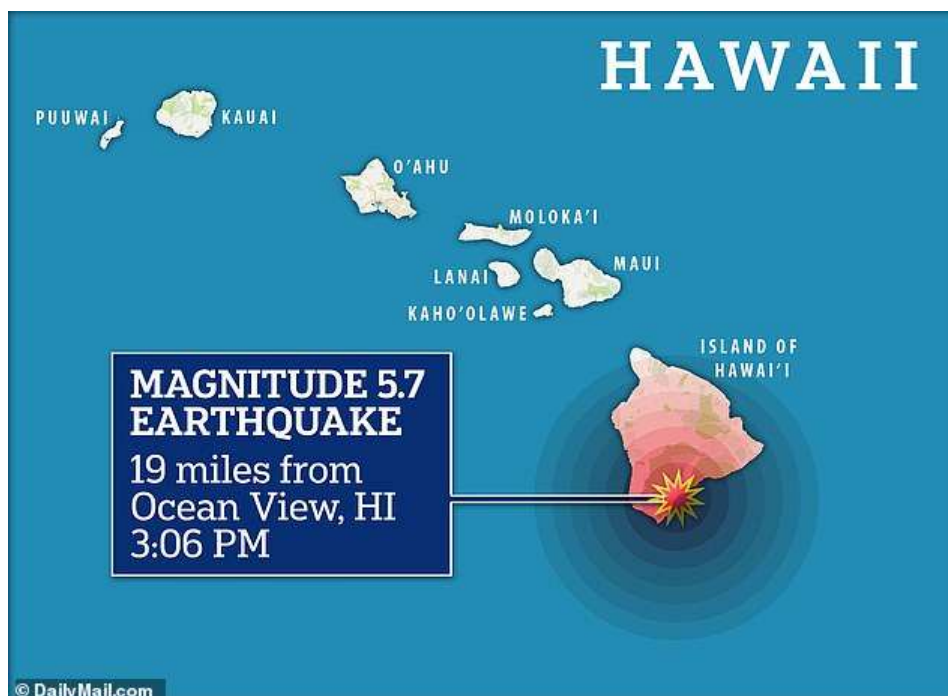 HAWAII
PUUWAI
KAUAI
O'AHU
MOLOKA'I
LANAI
MAUI
KAHO'OLAWE
ISLAND OF
HAWAI'I
MAGNITUDE 5.7
EARTHQUAKE
19 miles from
Ocean View, HI
3:06 PM
© DailyMail.com